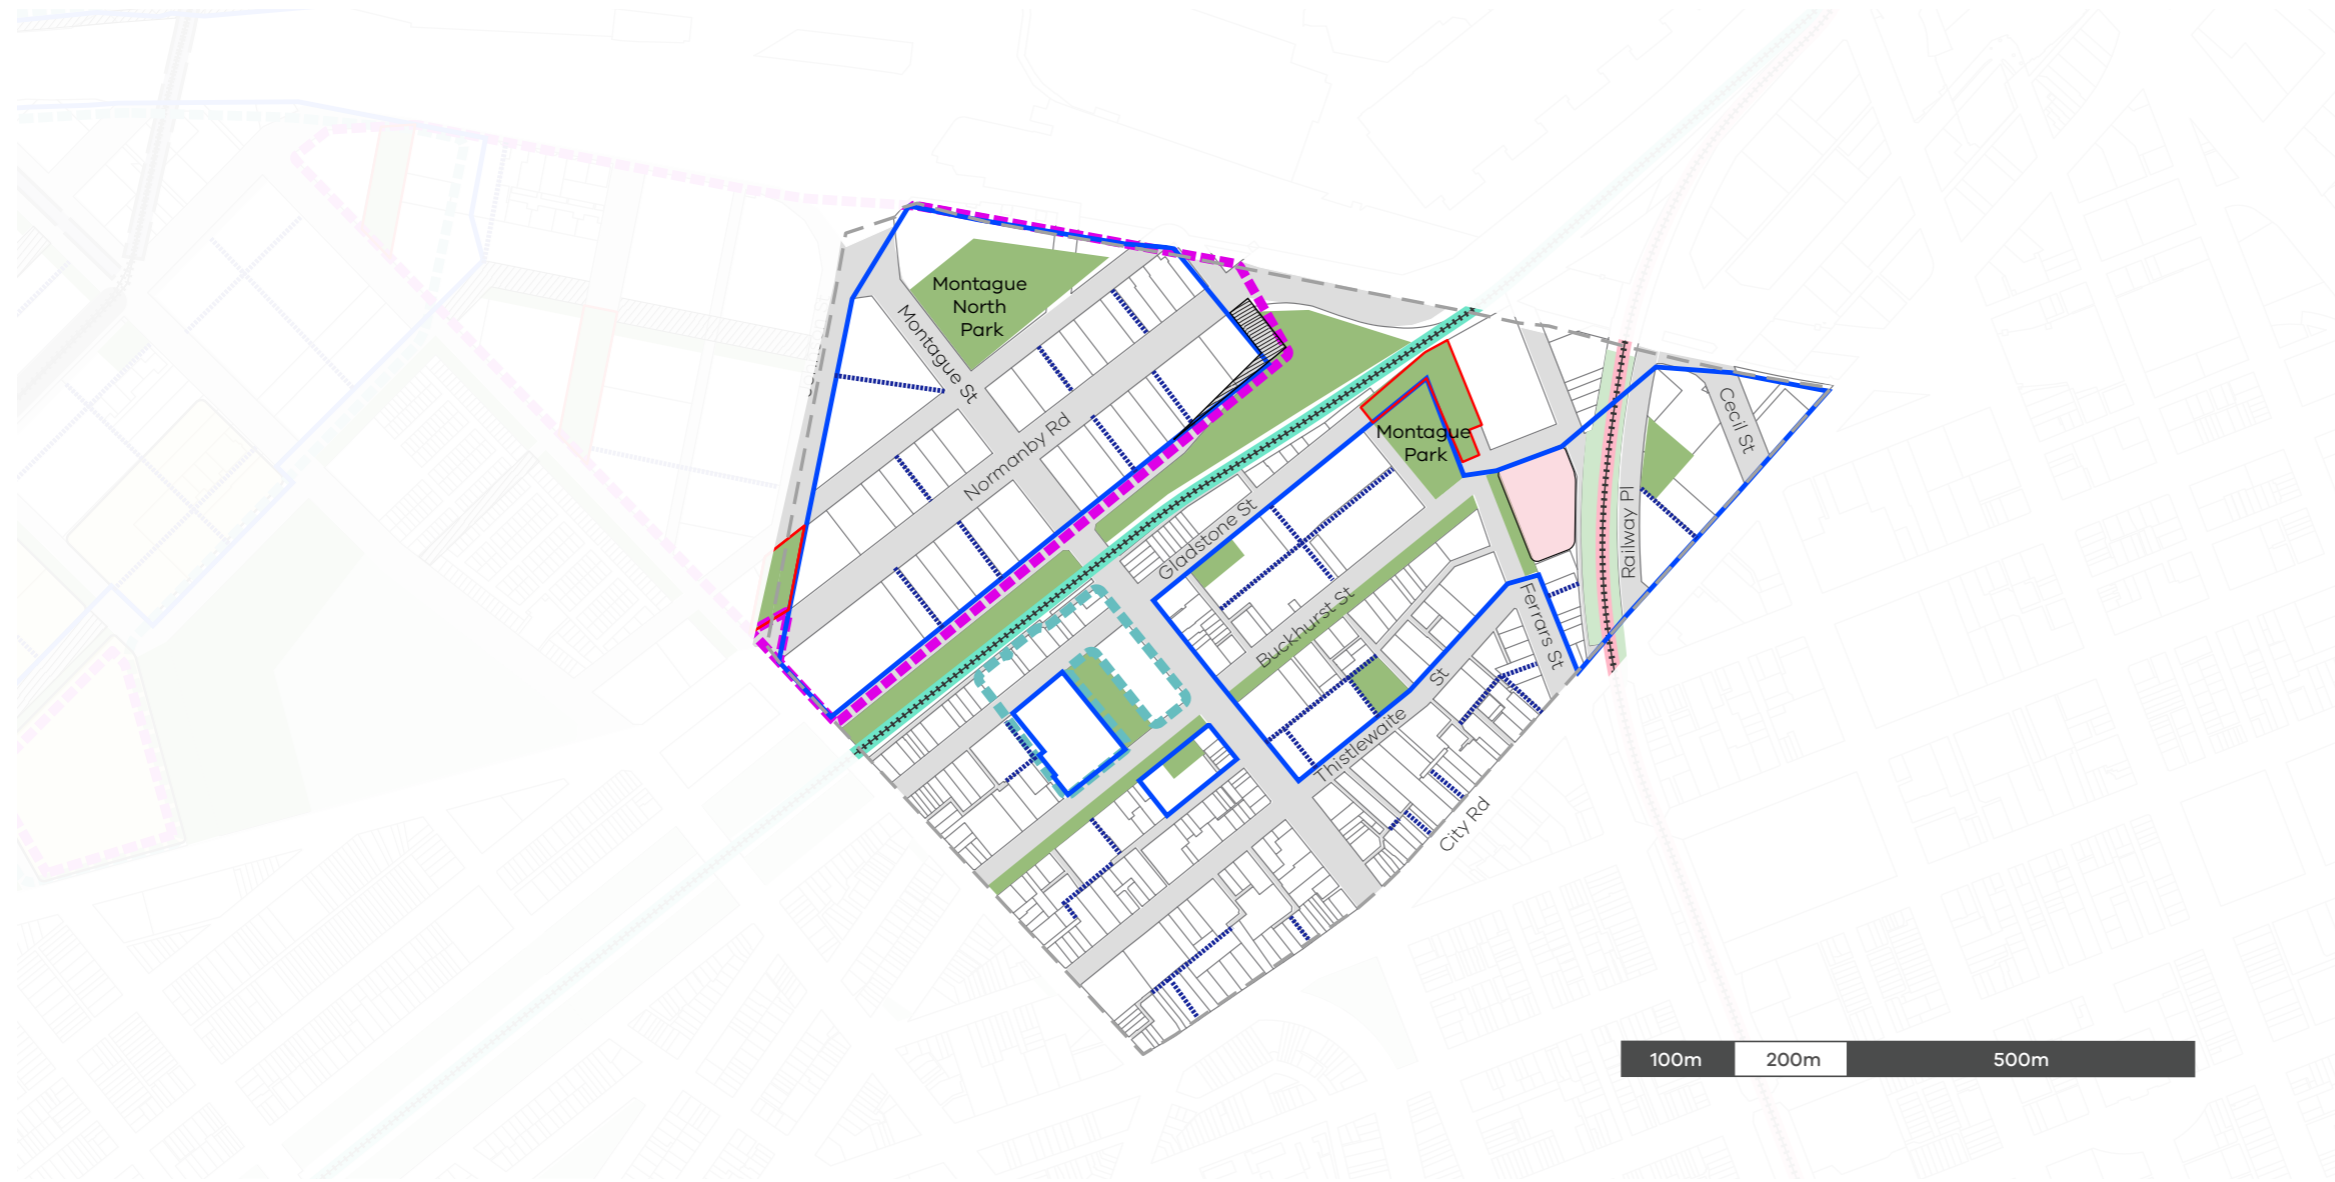 Montague
North
Park
Montague St
Normanby Rd
Cecil St
Montague
Park
Gladstone St
Railway Pl
Buckhurst St
Ferrars St
Thistlewaite St
City Rd
100m
200m
500m